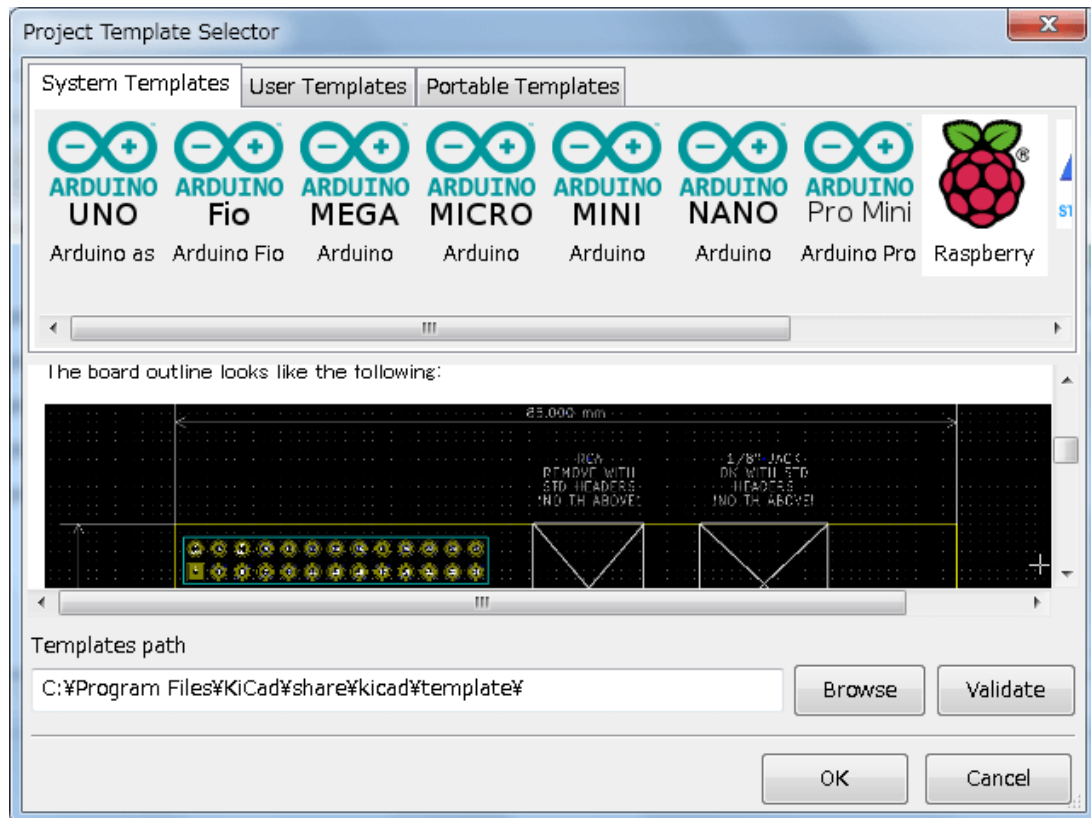 Project Template Selector
System Templates User Templates Portable Templates
ARDUINO ARDUINO ARDUINO ARDUINO ARDUINO ARDUINO ARDUINO ®
UNO Fio MEGA MICRO MINI NANO Pro Mini ST
Arduino as Arduino Fio Arduino Arduino Arduino Arduino Arduino Pro Raspberry
The board outline looks like the following:
85.000 mm
RCA 1/8" JACK
REMOVE WITH OK WITH STD
STD HEADERS HEADERS
!NO TH ABOVE! !NO TH ABOVE!
Templates path
C:¥Program Files¥KiCad¥share¥kicad¥template¥ Browse Validate
OK Cancel